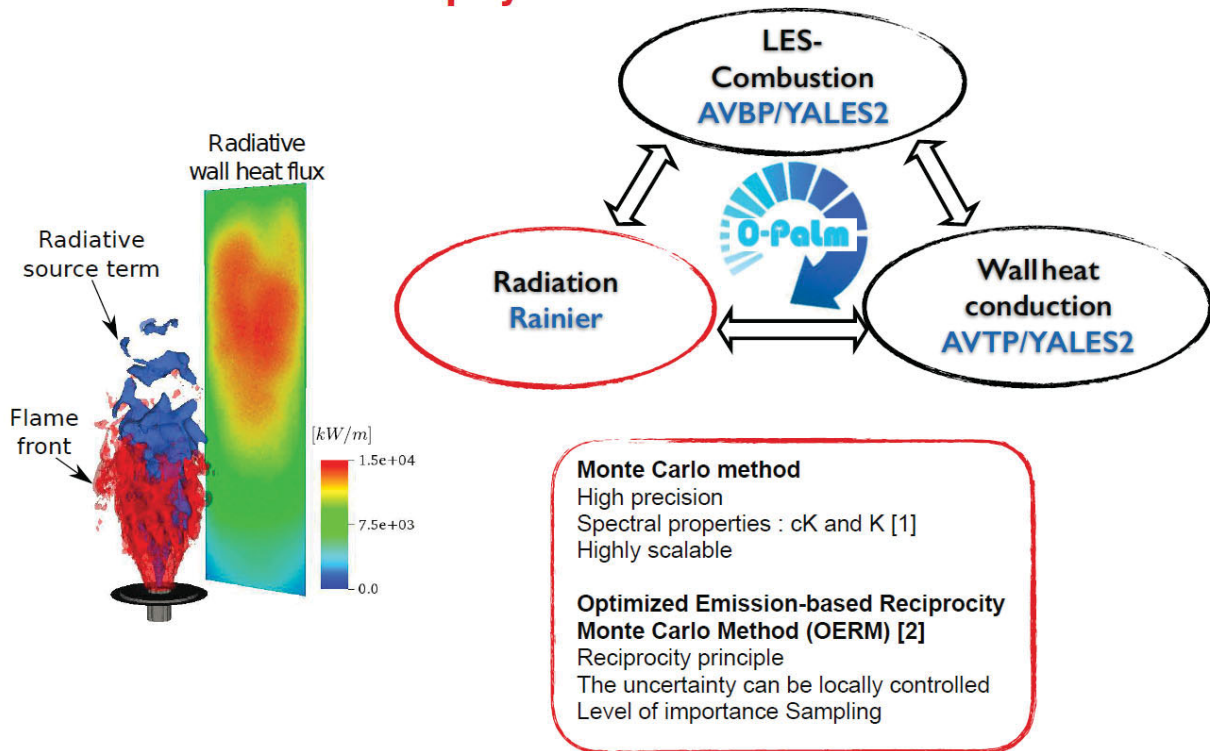 LES-
Combustion
AVBP/YALES2
Radiative
wall heat flux
Radiative
source term
Flame
front
[kW/m]
1.5e+04
7.5e+03
0.0
O-Palm
Radiation
Rainier
Wall heat
conduction
AVTP/YALES2
Monte Carlo method
High precision
Spectral properties : cK and K [1]
Highly scalable
Optimized Emission-based Reciprocity
Monte Carlo Method (OERM) [2]
Reciprocity principle
The uncertainty can be locally controlled
Level of importance Sampling